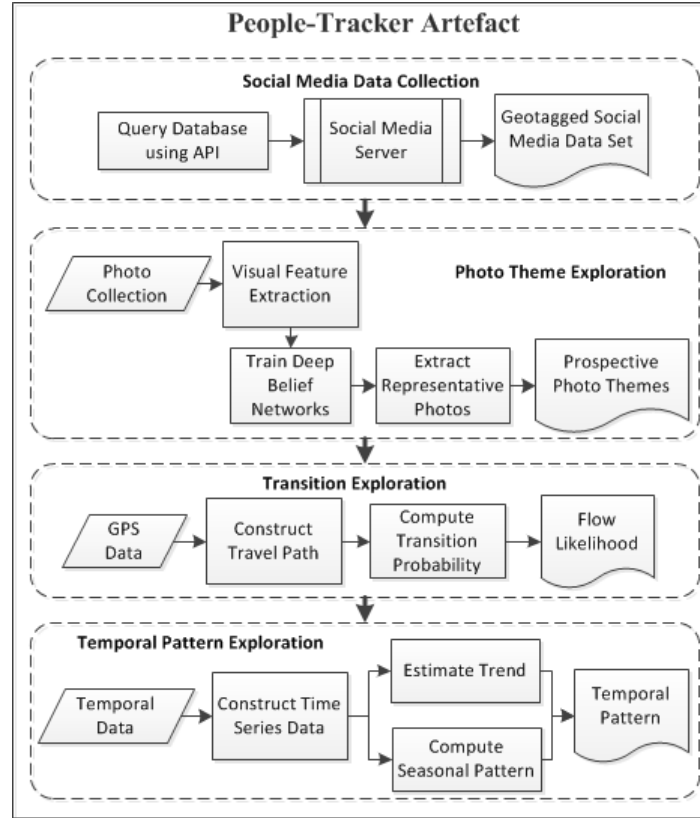 People-Tracker Artefact
Social Media Data Collection
Query Database
using API
Social Media
Server
Geotagged Social
Media Data Set
Photo
Collection
Visual Feature
Extraction
Photo Theme Exploration
Train Deep
Belief
Networks
Extract
Representative
Photos
Prospective
Photo Themes
Transition Exploration
GPS
Data
Construct
Travel Path
Compute
Transition
Probability
Flow
Likelihood
Temporal Pattern Exploration
Temporal
Data
Construct Time
Series Data
Estimate Trend
Compute
Seasonal Pattern
Temporal
Pattern